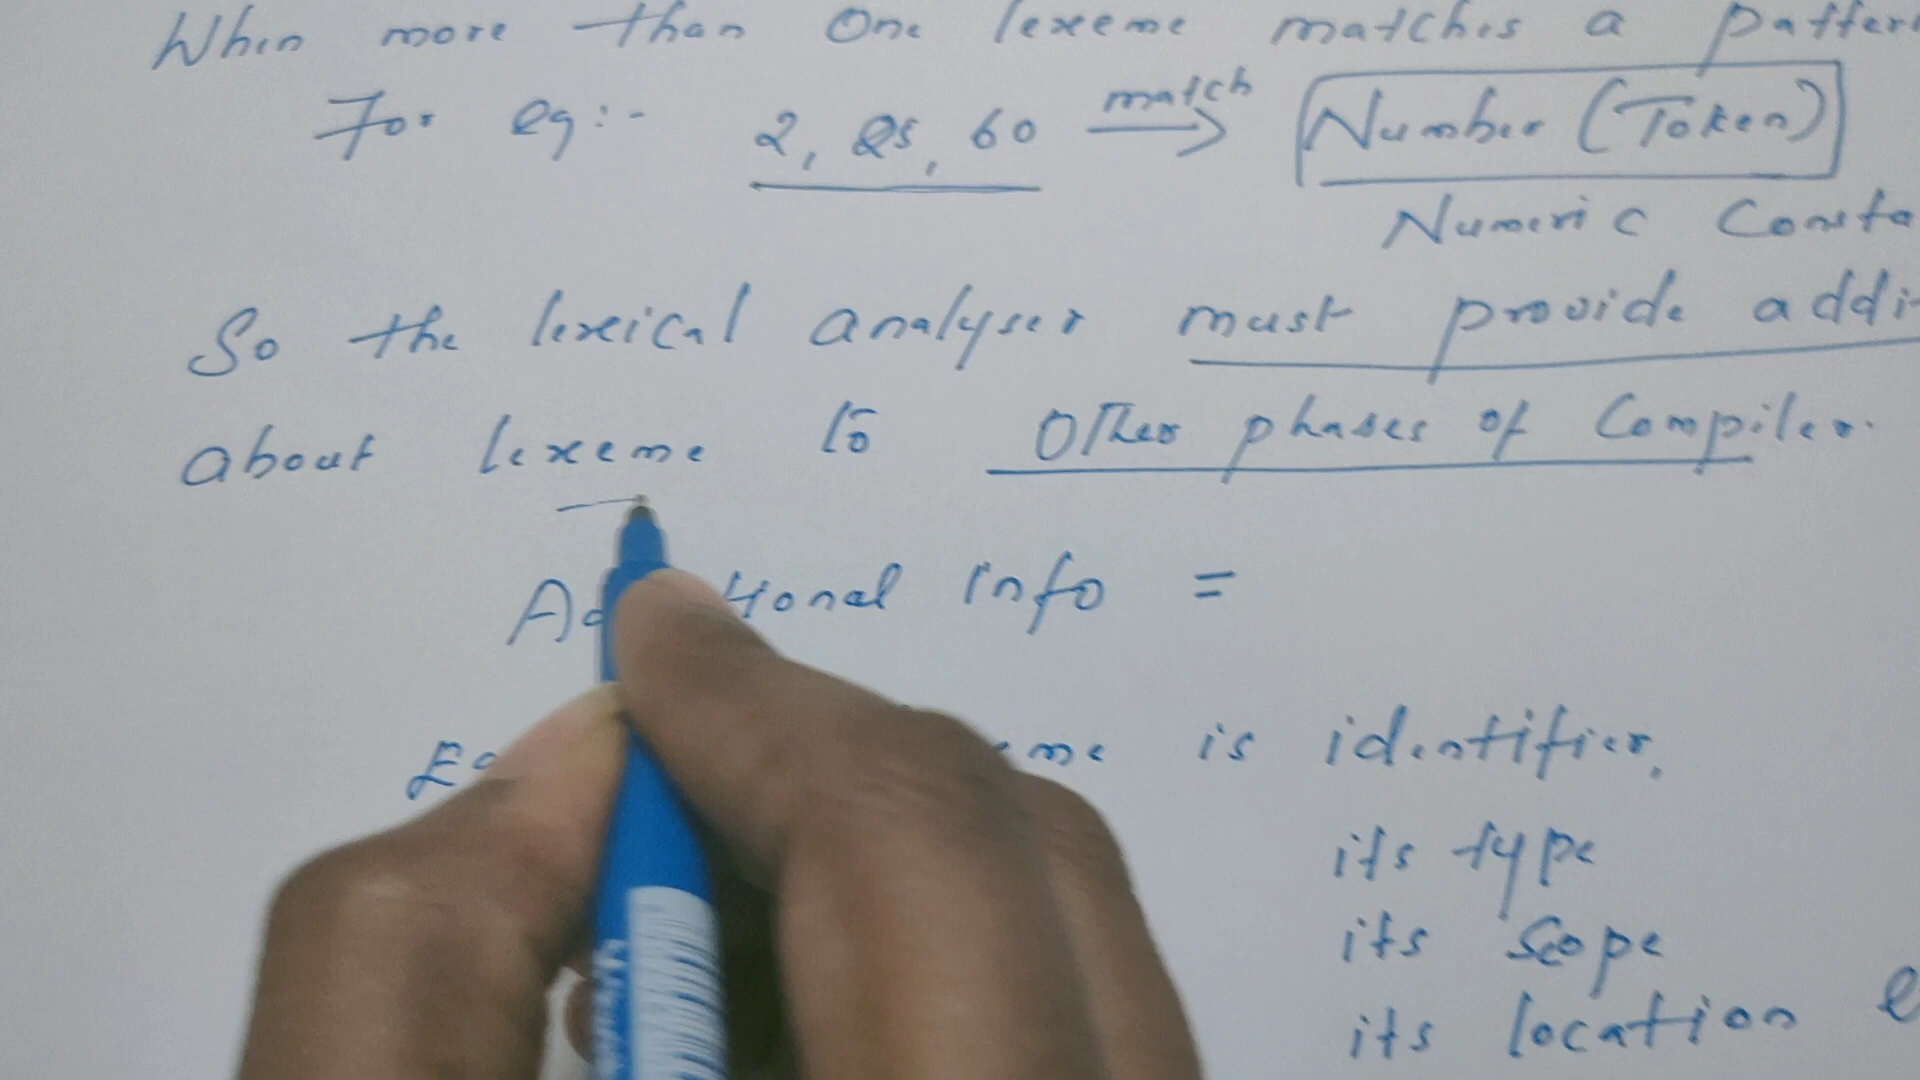 When more than one lexeme matches a patter
For eg:- 2, 25, 60 match → Number (Token)
Numeric Consta
So the lexical analyser must provide addi
about lexeme to other phases of Compiler.
Additional info =
is identifier,
its type
its scope
its location e